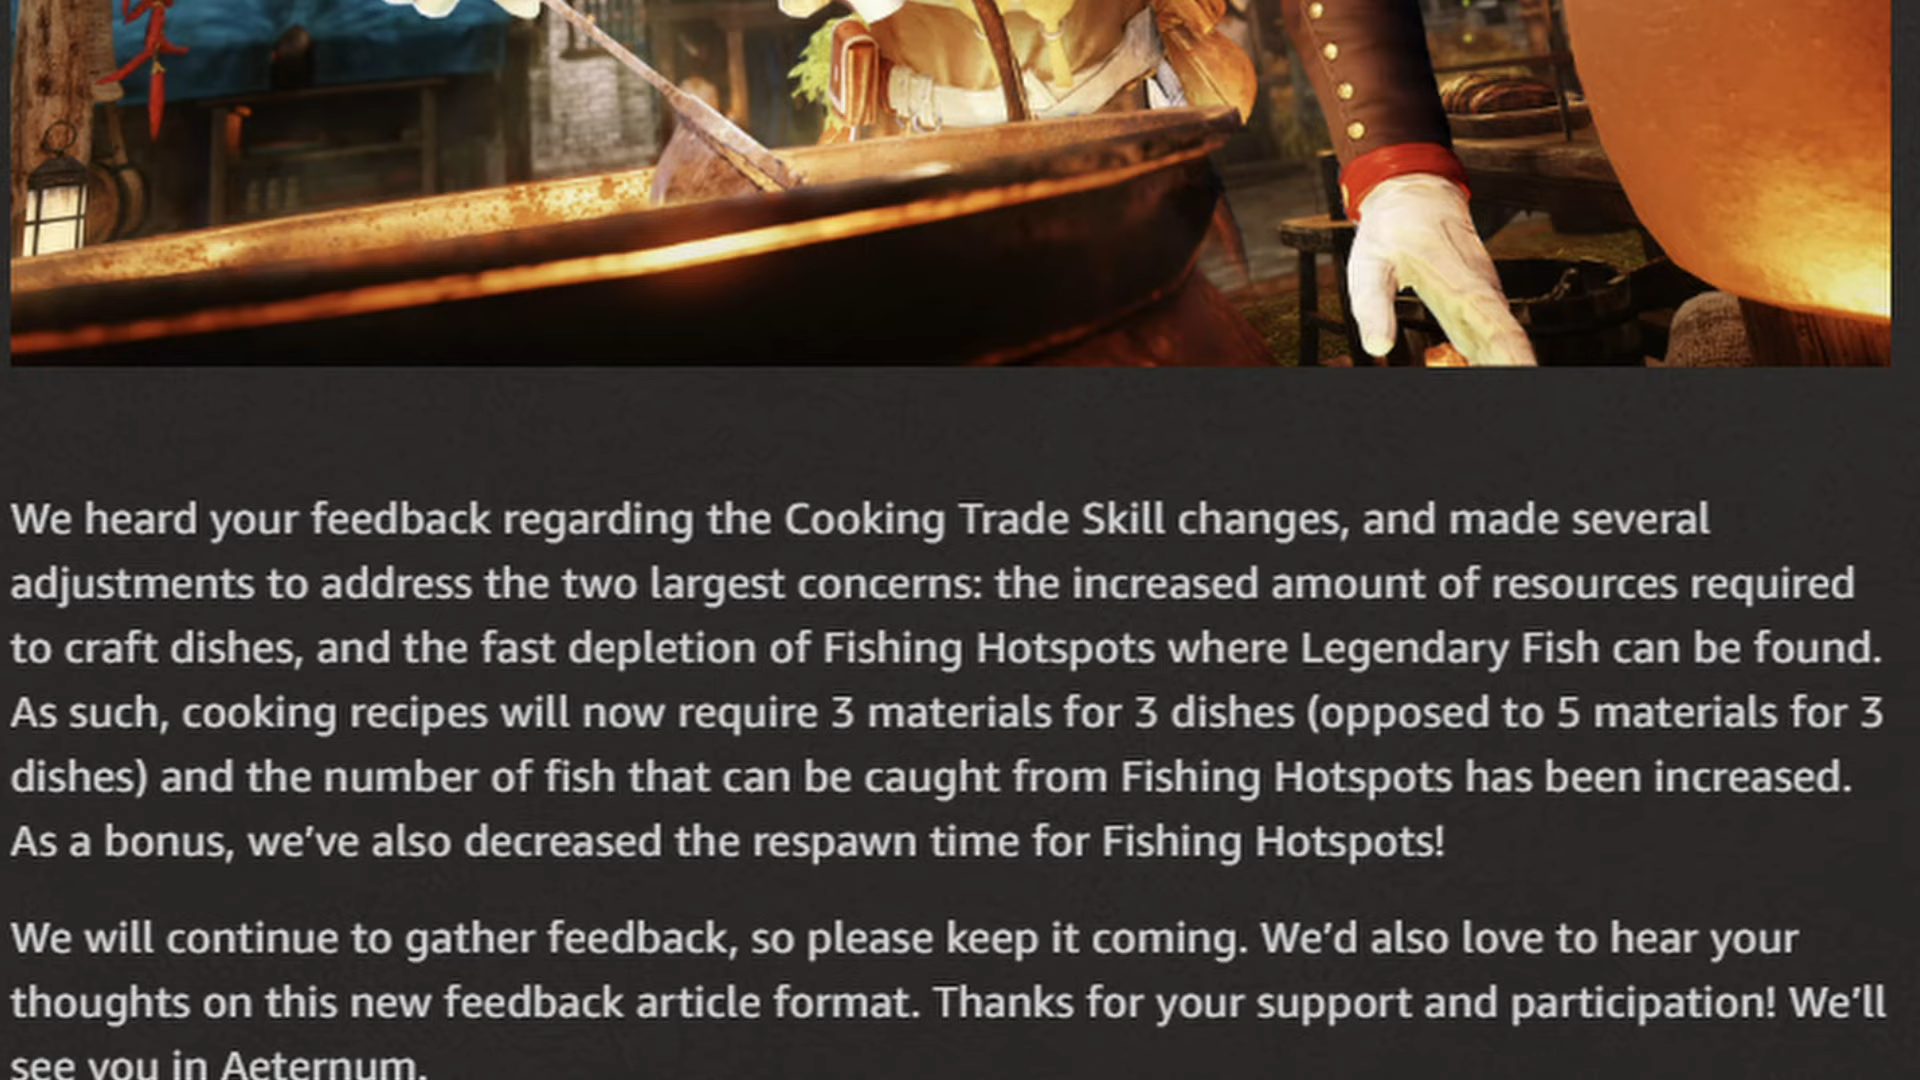 We heard your feedback regarding the Cooking Trade Skill changes, and made several
adjustments to address the two largest concerns: the increased amount of resources required
to craft dishes, and the fast depletion of Fishing Hotspots where Legendary Fish can be found.
As such, cooking recipes will now require 3 materials for 3 dishes (opposed to 5 materials for 3
dishes) and the number of fish that can be caught from Fishing Hotspots has been increased.
As a bonus, we’ve also decreased the respawn time for Fishing Hotspots!
We will continue to gather feedback, so please keep it coming. We’d also love to hear your
thoughts on this new feedback article format. Thanks for your support and participation! We’ll
see you in Aeternum.